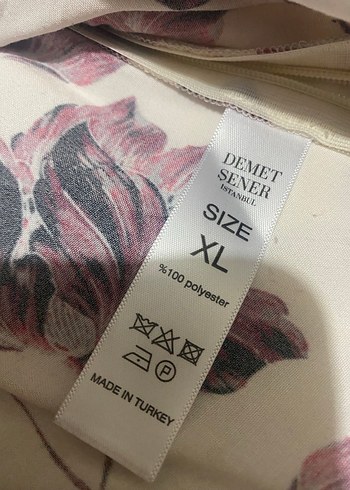 DEMET
SENER
ISTANBUL
SIZE
XL
%100 polyester
P
MADE IN TURKEY